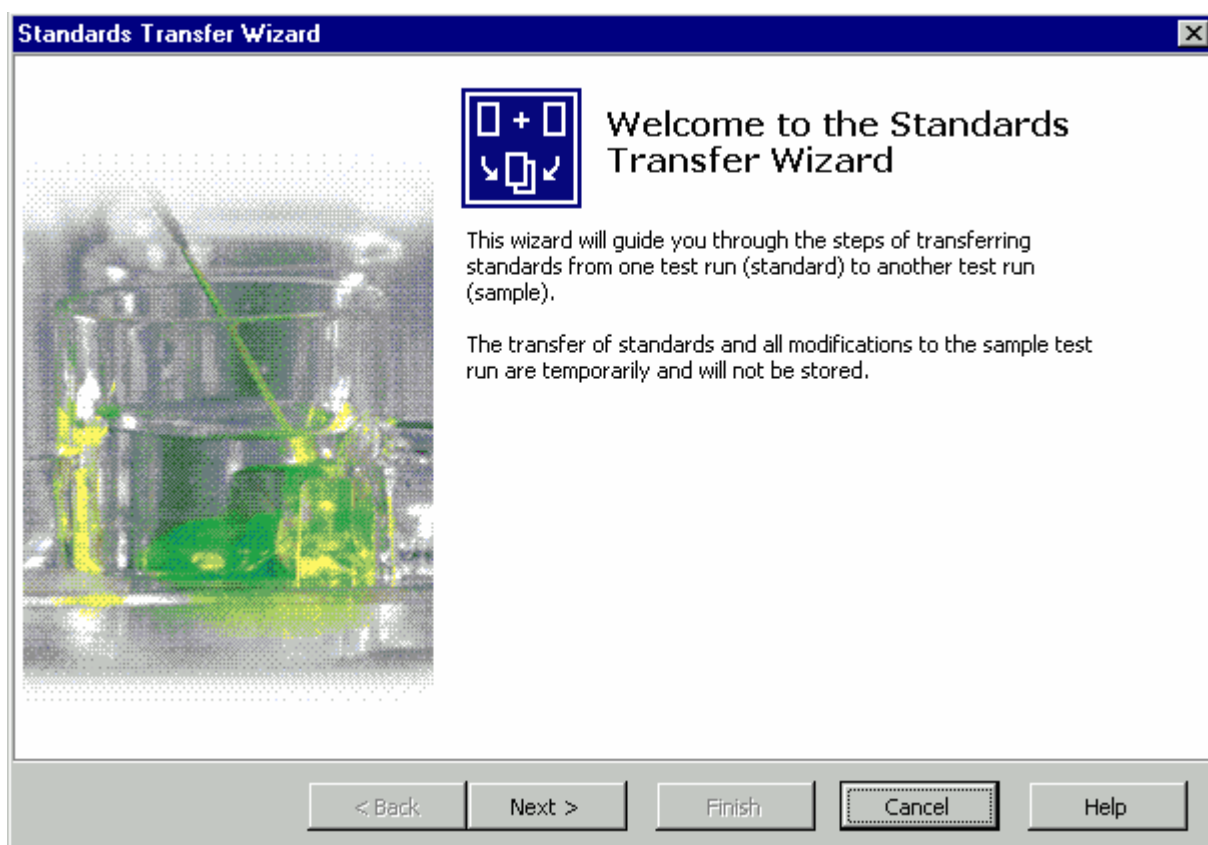 Standards Transfer Wizard
Welcome to the Standards
Transfer Wizard
This wizard will guide you through the steps of transferring
standards from one test run (standard) to another test run
(sample).
The transfer of standards and all modifications to the sample test
run are temporarily and will not be stored.
< Back
Next >
Finish
Cancel
Help